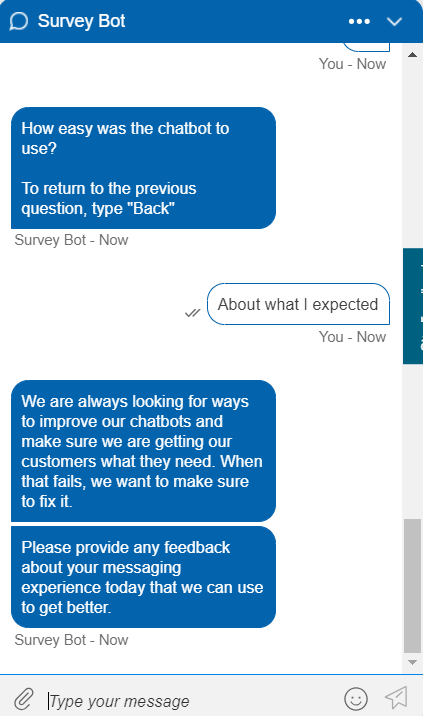 Survey Bot
You - Now
How easy was the chatbot to
use?
To return to the previous
question, type "Back"
Survey Bot - Now
About what I expected
You - Now
We are always looking for ways
to improve our chatbots and
make sure we are getting our
customers what they need. When
that fails, we want to make sure
to fix it.
Please provide any feedback
about your messaging
experience today that we can use
to get better.
Survey Bot - Now
Type your message